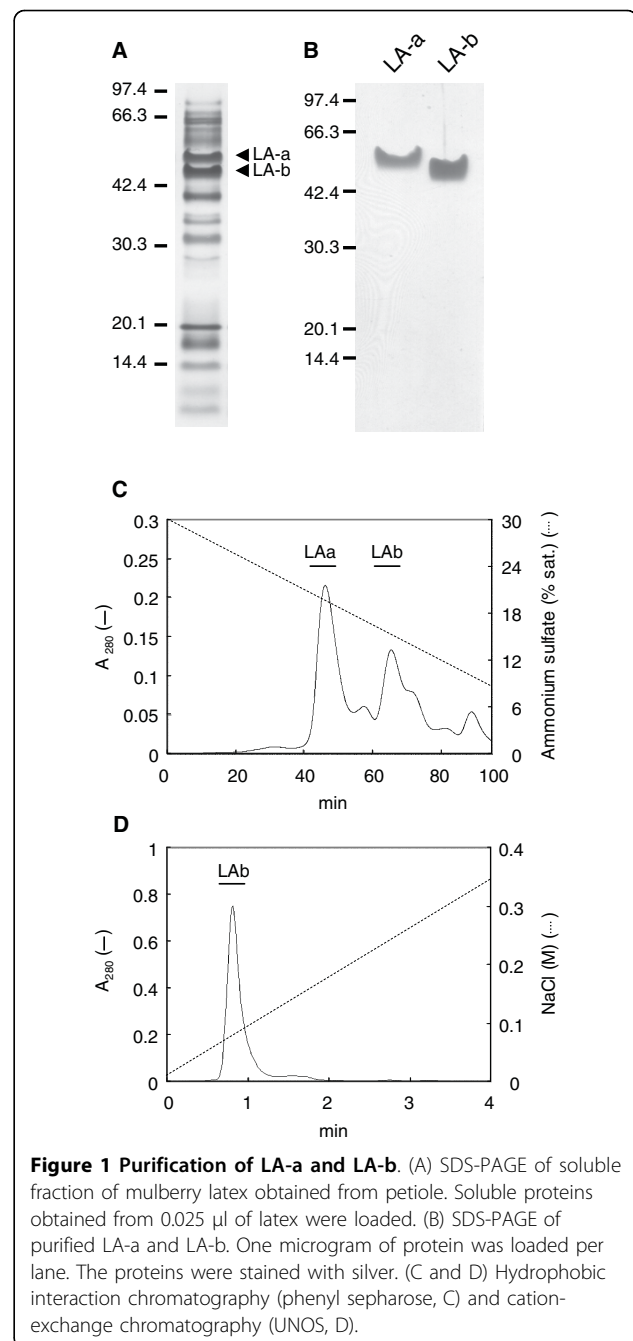 A
B
LA-a
LA-b
97.4
66.3
42.4
30.3
20.1
14.4
LA-a
LA-b
97.4
66.3
42.4
30.3
20.1
14.4
C
0.3
0.25
0.2
0.15
0.1
0.05
0
A 280 (—)
LAa
LAb
30
24
18
12
6
0
Ammonium sulfate (% sat.) (....)
0
20
40
60
80
100
min
D
1
0.8
0.6
0.4
0.2
0
A280 (—)
LAb
0.4
0.3
0.2
0.1
0
NaCl (M) (....)
0
1
2
3
4
min
Figure 1 Purification of LA-a and LA-b. (A) SDS-PAGE of soluble
fraction of mulberry latex obtained from petiole. Soluble proteins
obtained from 0.025 μl of latex were loaded. (B) SDS-PAGE of
purified LA-a and LA-b. One microgram of protein was loaded per
lane. The proteins were stained with silver. (C and D) Hydrophobic
interaction chromatography (phenyl sepharose, C) and cation-
exchange chromatography (UNOS, D).